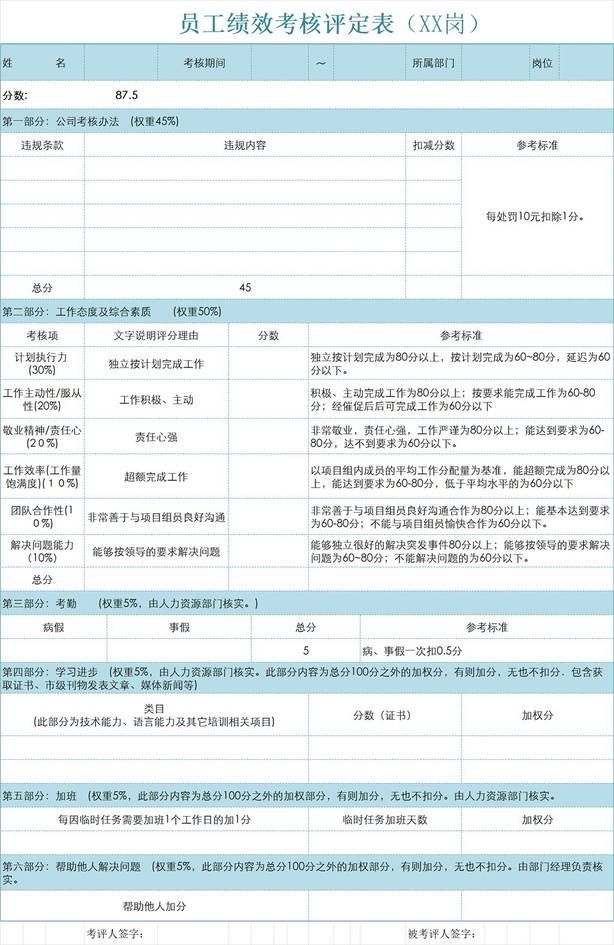 员工绩效考核评定表（XX岗）
姓 名 考核期间 ～ 所属部门 岗位
分数: 87.5
第一部分：公司考核办法 (权重45%)
违规条款 违规内容 扣减分数 参考标准
每处罚10元扣除1分。
总分 45
第二部分：工作态度及综合素质 (权重50%)
考核项 文字说明评分理由 分数 参考标准
计划执行力
(30%)
独立按计划完成工作
独立按计划完成为80分以上，按计划完成为60~80分，延迟为60
分以下。
工作主动性/服从
性(20%)
工作积极、主动
积极、主动完成工作为80分以上；按要求能完成工作为60-80
分；经催促后后可完成工作为60分以下
敬业精神/责任心
(20%)
责任心强
非常敬业，责任心强，工作严谨为80分以上；能达到要求为60-
80分，达不到要求为60分以下。
工作效率(工作量
饱满度)(10%)
超额完成工作
以项目组内成员的平均工作分配量为基准，能超额完成为80分以
上，能达到要求为60-80分，低于平均水平的为60分以下
团队合作性(1
0%)
非常善于与项目组员良好沟通
非常善于与项目组员良好沟通合作为80分以上；能基本达到要求
为60-80分；不能与项目组员愉快合作为60分以下。
解决问题能力
（10%）
能够按领导的要求解决问题
能够独立很好的解决突发事件80分以上；能够按领导的要求解决
问题为60~80分；不能解决问题的为60分以下。
总分
第三部分：考勤 (权重5%，由人力资源部门核实。)
病假 事假 总分 参考标准
5 病、事假一次扣0.5分
第四部分：学习进步 (权重5%，由人力资源部门核实。此部分内容为总分100分之外的加权分，有则加分，无也不扣分．包含获
取证书、市级刊物发表文章、媒体新闻等)
类目
(此部分为技术能力、语言能力及其它培训相关项目)
分数（证书） 加权分
第五部分：加班 (权重5%，此部分内容为总分100分之外的加权部分，有则加分，无也不扣分。由人力资源部门核实。
每因临时任务需要加班1个工作日的加1分 临时任务加班天数 加权分
第六部分：帮助他人解决问题 (权重5%，此部分内容为总分100分之外的加权部分，有则加分，无也不扣分。由部门经理负责核
实。
帮助他人加分
考评人签字： 被考评人签字：